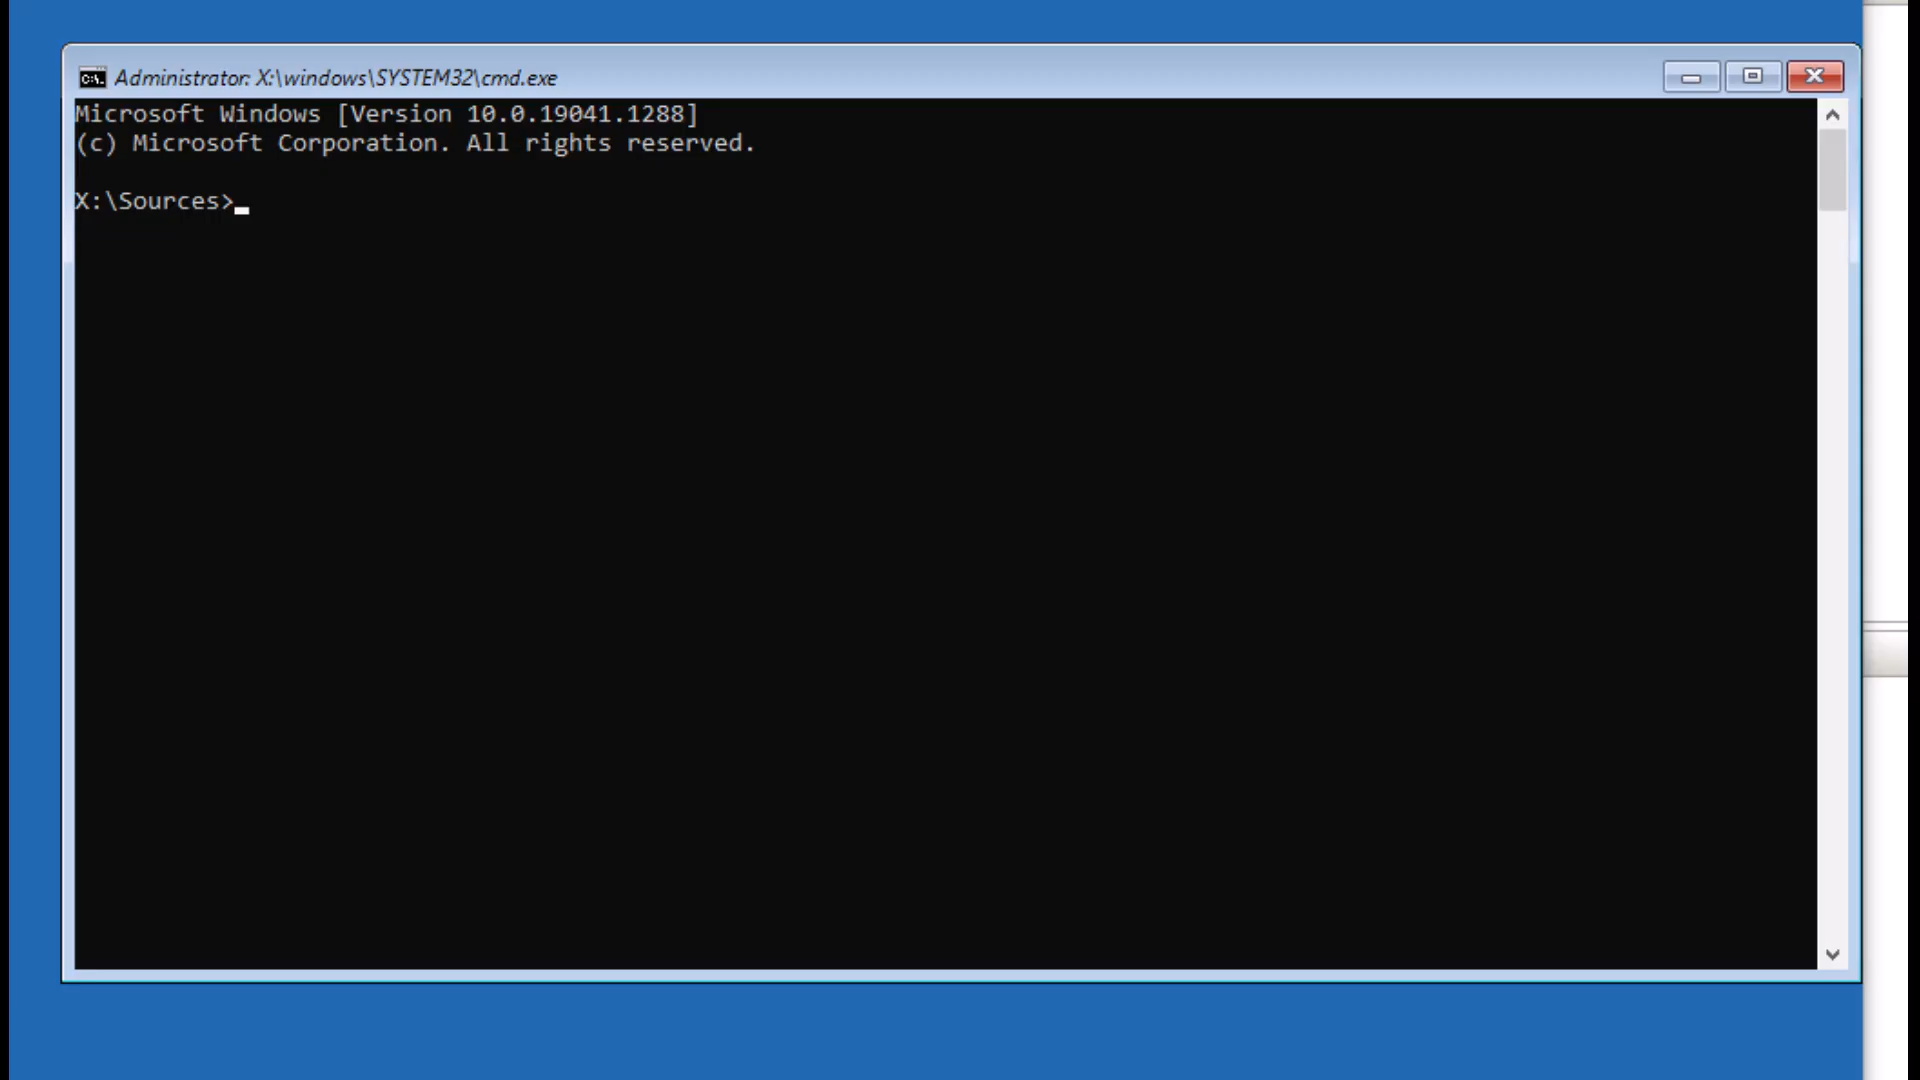 Administrator: X:\windows\SYSTEM32\cmd.exe
Microsoft Windows [Version 10.0.19041.1288]
(c) Microsoft Corporation. All rights reserved.
X:\Sources>